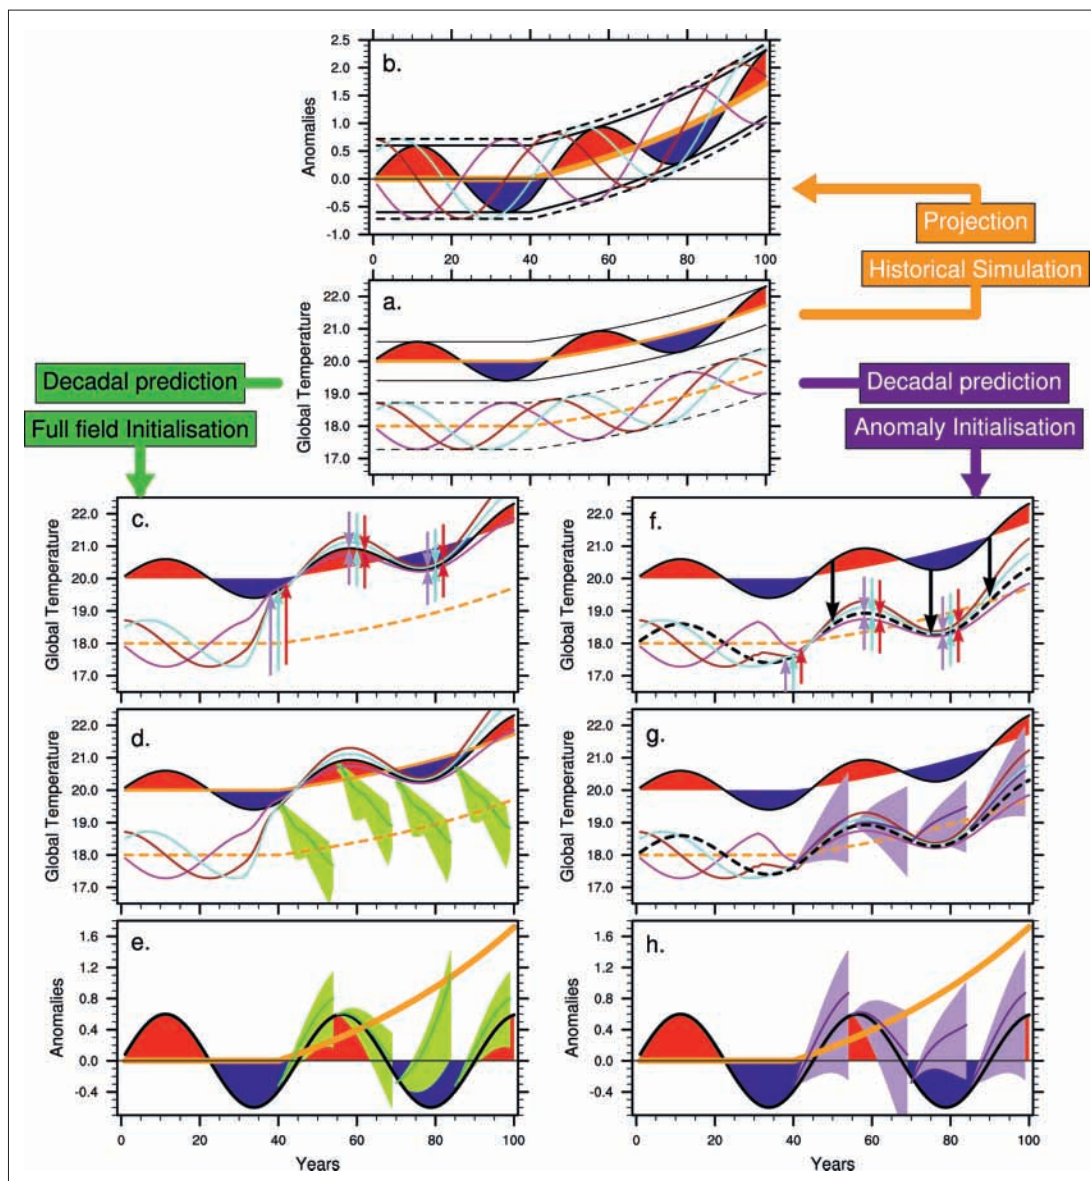 b.
Anomalies
2.5
2.0
1.5
1.0
0.5
0.0
-0.5
-1.0
0 20 40 60 80 100
Projection
Historical Simulation
a.
Global Temperature
22.0
21.0
20.0
19.0
18.0
17.0
Decadal prediction
Full field Initialisation
Decadal prediction
Anomaly Initialisation
c.
Global Temperature
22.0
21.0
20.0
19.0
18.0
17.0
f.
Global Temperature
22.0
21.0
20.0
19.0
18.0
17.0
d.
Global Temperature
22.0
21.0
20.0
19.0
18.0
17.0
g.
Global Temperature
22.0
21.0
20.0
19.0
18.0
17.0
e.
Anomalies
1.6
1.2
0.8
0.4
0.0
-0.4
0 20 40 60 80 100
Years
h.
Anomalies
1.6
1.2
0.8
0.4
0.0
-0.4
0 20 40 60 80 100
Years